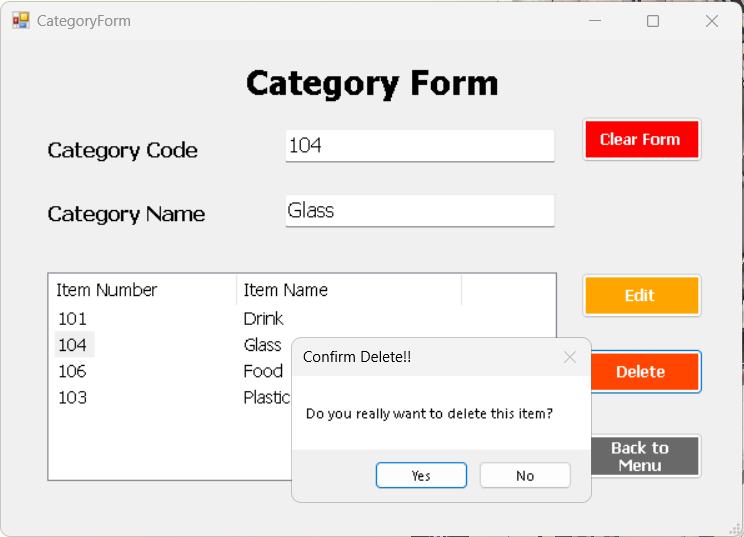 CategoryForm
Category Form
Category Code
104
Clear Form
Category Name
Glass
Item Number Item Name
101 Drink
104 Glass
106 Food
103 Plastic
Edit
Delete
Back to
Menu
Confirm Delete!!
Do you really want to delete this item?
Yes No